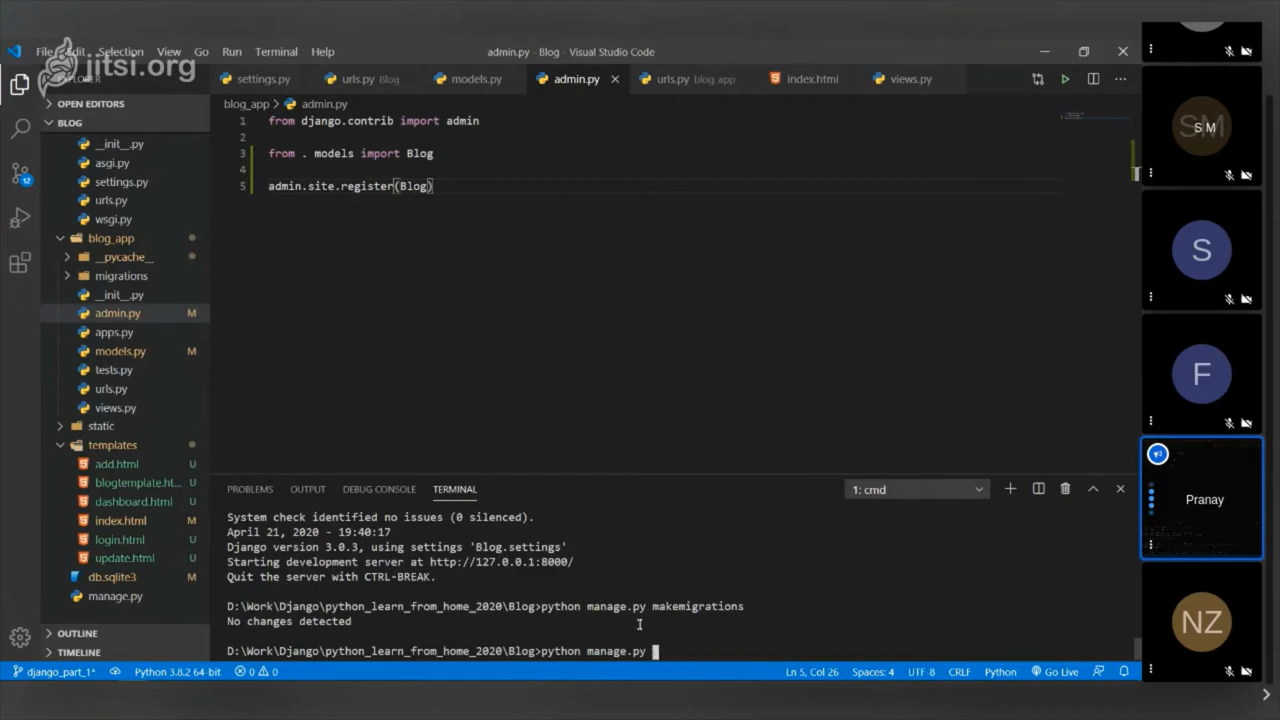 File Edit Selection View Go Run Terminal Help
admin.py - Blog - Visual Studio Code
jitsi.org
EXPLORER
settings.py
urls.py Blog
models.py
admin.py
urls.py blog_app
index.html
views.py
OPEN EDITORS
BLOG
__init__.py
asgi.py
settings.py
urls.py
wsgi.py
blog_app
__pycache__
migrations
__init__.py
admin.py M
apps.py
models.py M
tests.py
urls.py
views.py
static
templates
add.html U
blogtemplate.ht... U
dashboard.html U
index.html M
login.html U
update.html U
db.sqlite3 M
manage.py
OUTLINE
TIMELINE
12
blog_app > admin.py
1 from django.contrib import admin
2
3 from . models import Blog
4
5 admin.site.register(Blog)
PROBLEMS OUTPUT DEBUG CONSOLE TERMINAL
1: cmd
System check identified no issues (0 silenced).
April 21, 2020 - 19:40:17
Django version 3.0.3, using settings 'Blog.settings'
Starting development server at http://127.0.0.1:8000/
Quit the server with CTRL-BREAK.
D:\Work\Django\python_learn_from_home_2020\Blog>python manage.py makemigrations
No changes detected
D:\Work\Django\python_learn_from_home_2020\Blog>python manage.py
django_part_1* Python 3.8.2 64-bit 0 0
Ln 5, Col 26 Spaces: 4 UTF-8 CRLF Python Go Live
SM
S M
S
F
Pranay
NZ